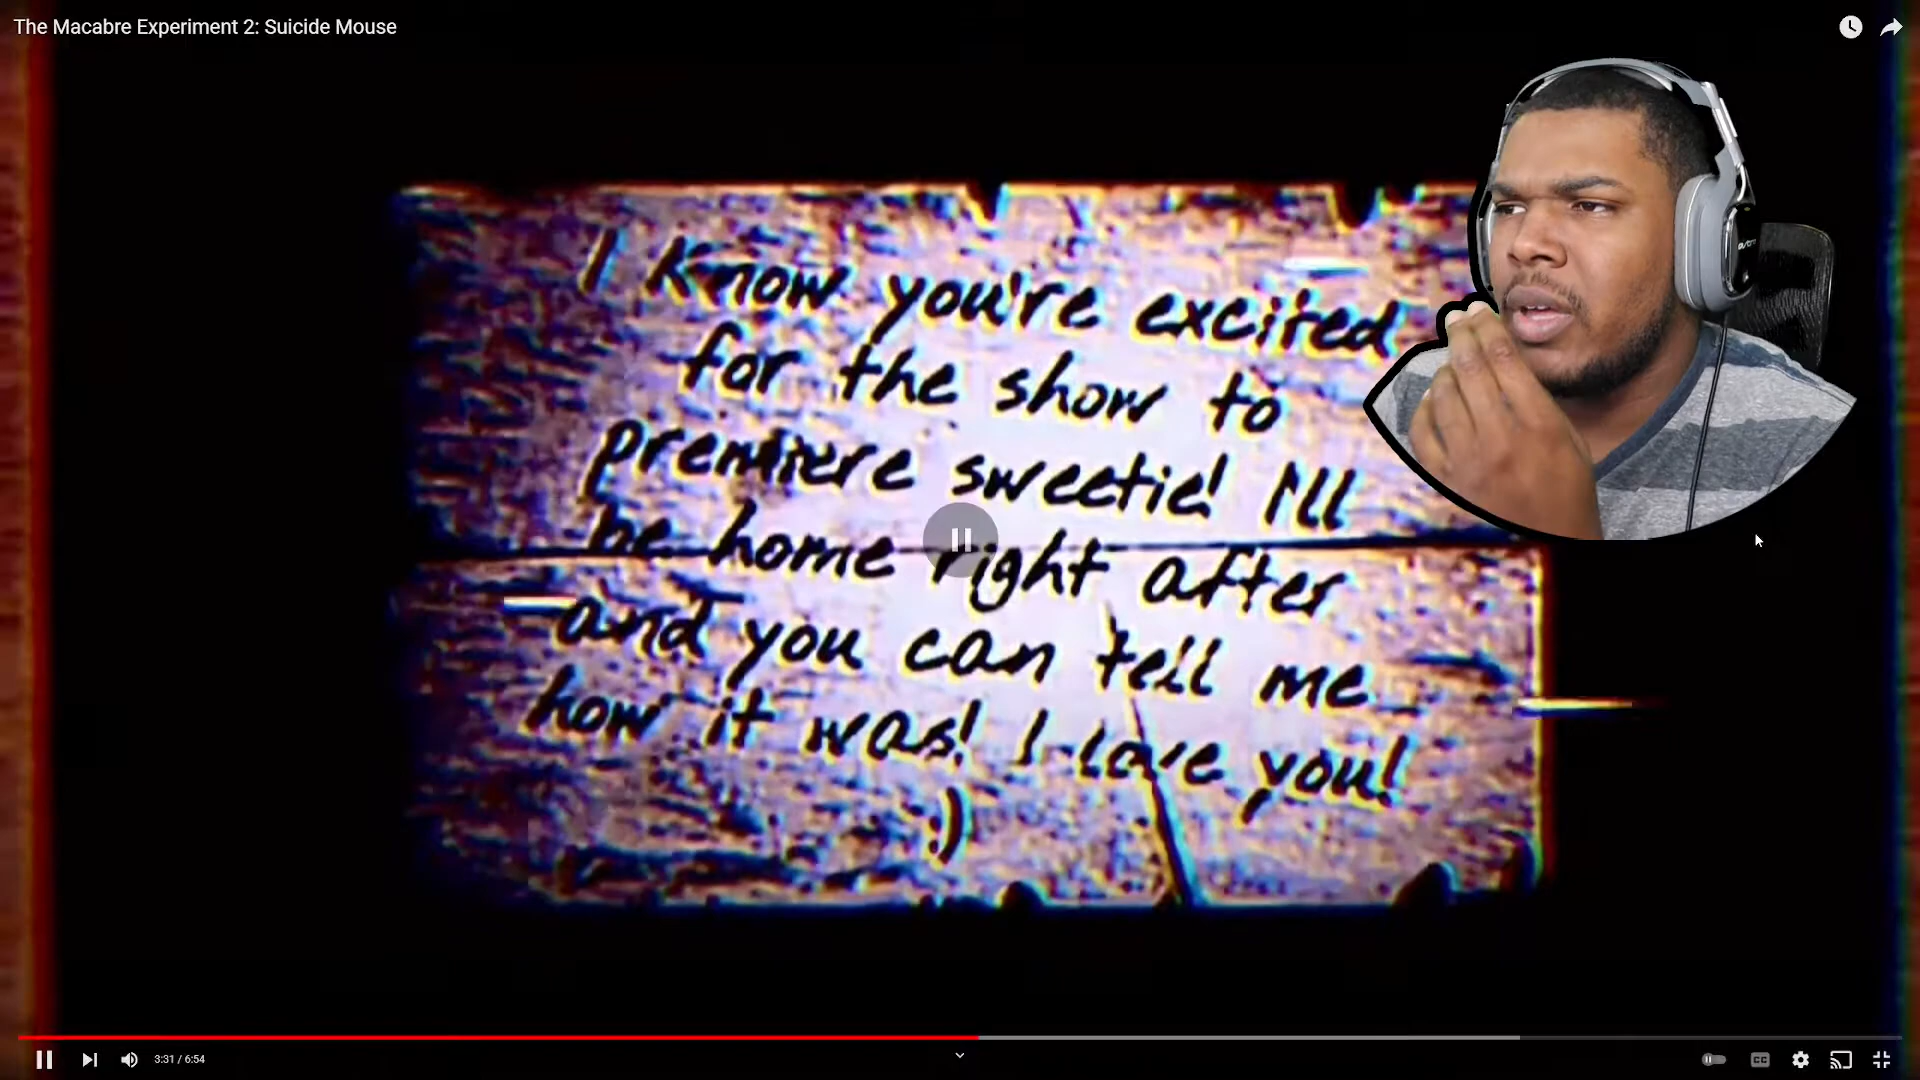 The Macabre Experiment 2: Suicide Mouse
I Know you're excited
for the show to
premiere sweetie! I'll
be home right after
and you can tell me
how it was! I love you!
:)
3:31 / 6:54
CC